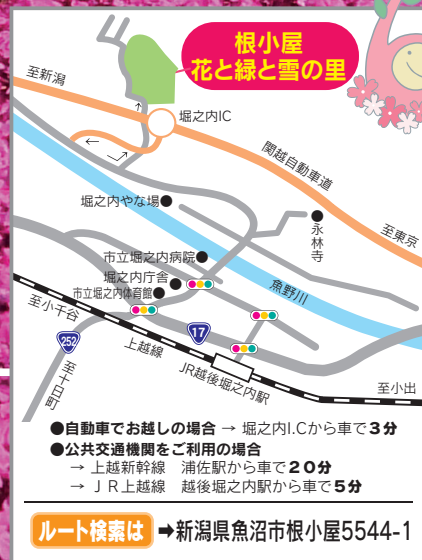 根小屋
花と緑と雪の里
至新潟
堀之内IC
関越自動車道
堀之内やな場●
永林寺
至東京
市立堀之内病院●
堀之内庁舎●
市立堀之内体育館●
魚野川
至小千谷
17
252
上越線
JR越後堀之内駅
至十日町
至小出
●自動車でお越しの場合 → 堀之内I.Cから車で3分
●公共交通機関をご利用の場合
→ 上越新幹線 浦佐駅から車で20分
→ JR上越線 越後堀之内駅から車で5分
ルート検索は ➡新潟県魚沼市根小屋5544-1